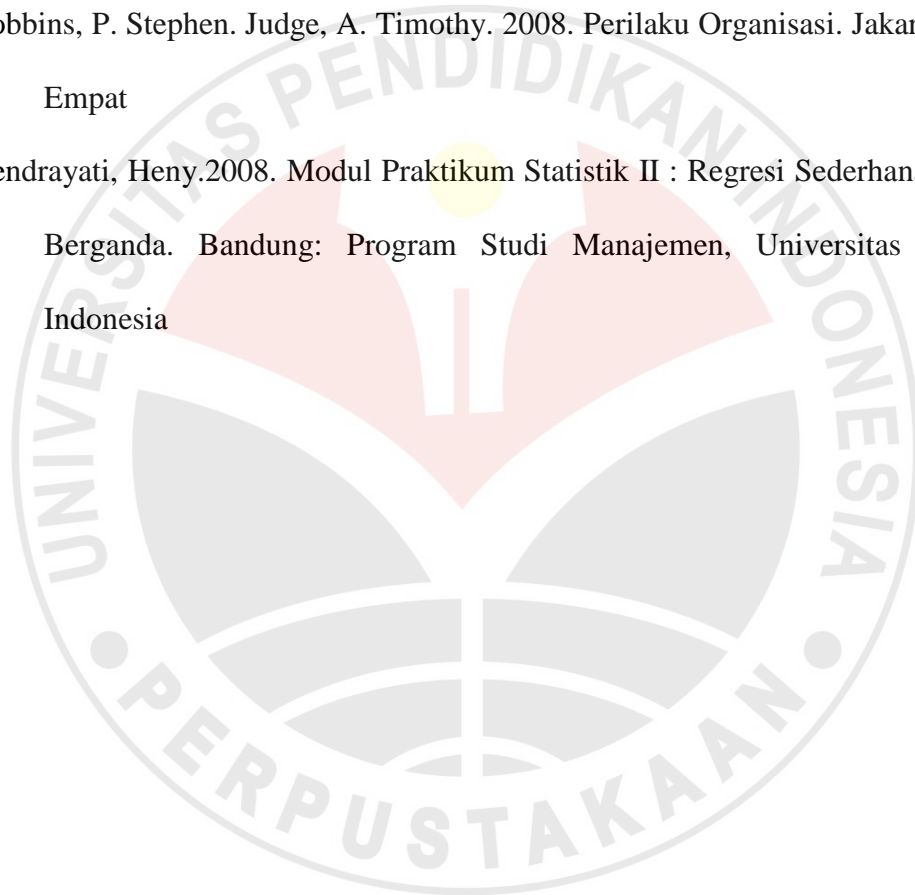 obbins, P. Stephen. Judge, A. Timothy. 2008. Perilaku Organisasi. Jakar
Empat
endrayati, Heny.2008. Modul Praktikum Statistik II : Regresi Sederhana
Berganda. Bandung: Program Studi Manajemen, Universitas
Indonesia
UNIVERSITAS PENDIDIKAN INDONESIA
PERPUSTAKAAN